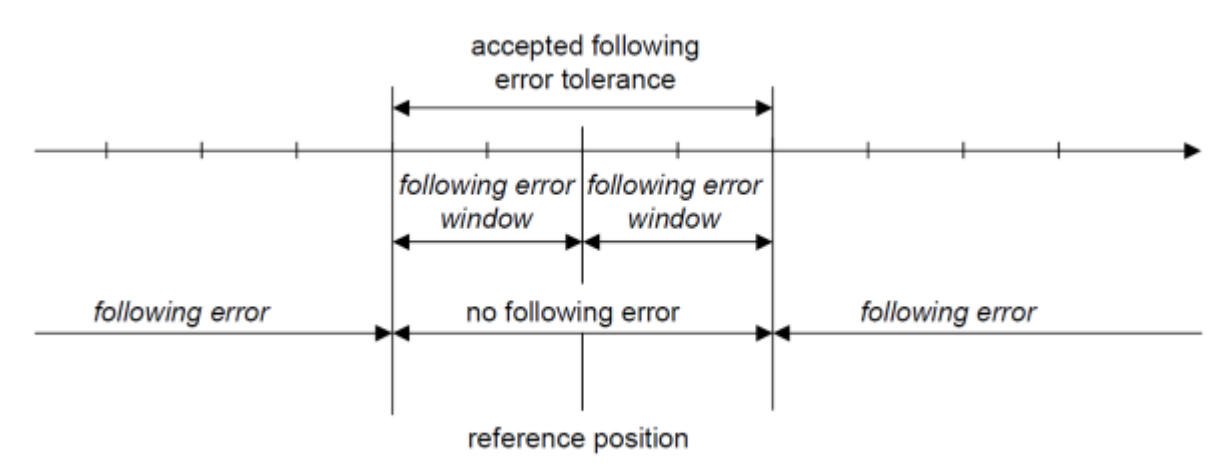 accepted following
error tolerance
following error following error
window window
following error no following error following error
reference position